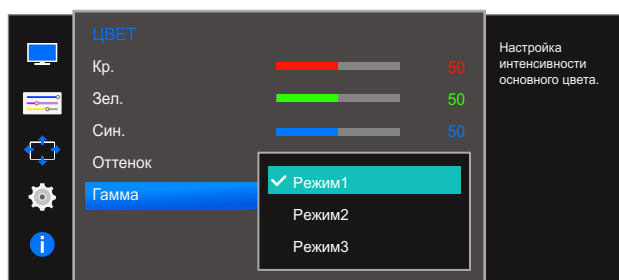 ЦВЕТ
Кр. 50
Зел. 50
Син. 50
Оттенок
Гамма
Режим1
Режим2
Режим3
Настройка
интенсивности
основного цвета.